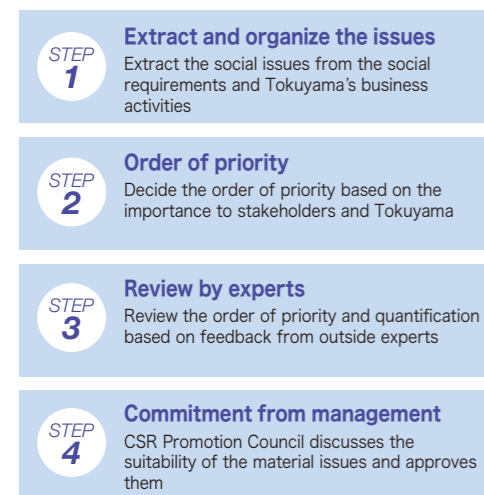 STEP
1
Extract and organize the issues
Extract the social issues from the social
requirements and Tokuyama's business
activities
STEP
2
Order of priority
Decide the order of priority based on the
importance to stakeholders and Tokuyama
STEP
3
Review by experts
Review the order of priority and quantification
based on feedback from outside experts
STEP
4
Commitment from management
CSR Promotion Council discusses the
suitability of the material issues and approves
them